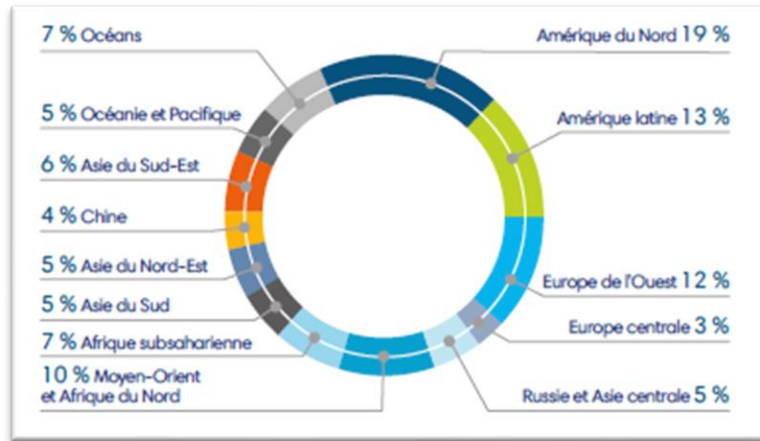 7 % Océans
5 % Océanie et Pacifique
6 % Asie du Sud-Est
4 % Chine
5 % Asie du Nord-Est
5 % Asie du Sud
7 % Afrique subsaharienne
10 % Moyen-Orient
et Afrique du Nord
Amérique du Nord 19 %
Amérique latine 13 %
Europe de l'Ouest 12 %
Europe centrale 3 %
Russie et Asie centrale 5 %